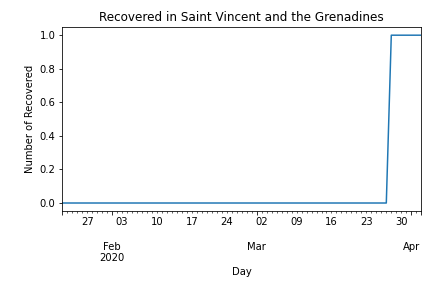 Recovered in Saint Vincent and the Grenadines
Number of Recovered
1.0
0.8
0.6
0.4
0.2
0.0
27 03 10 17 24 02 09 16 23 30
Feb Mar Apr
2020
Day